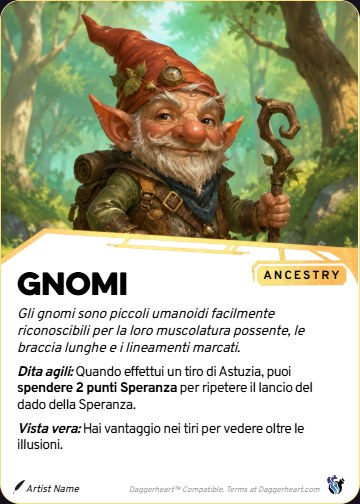 GNOMI
ANCESTRY
Gli gnomi sono piccoli umanoidi facilmente
riconoscibili per la loro muscolatura possente, le
braccia lunghe e i lineamenti marcati.
Dita agili: Quando effettui un tiro di Astuzia, puoi
spendere 2 punti Speranza per ripetere il lancio del
dado della Speranza.
Vista vera: Hai vantaggio nei tiri per vedere oltre le
illusioni.
Artist Name
Daggerheart™ Compatible. Terms at Daggerheart.com